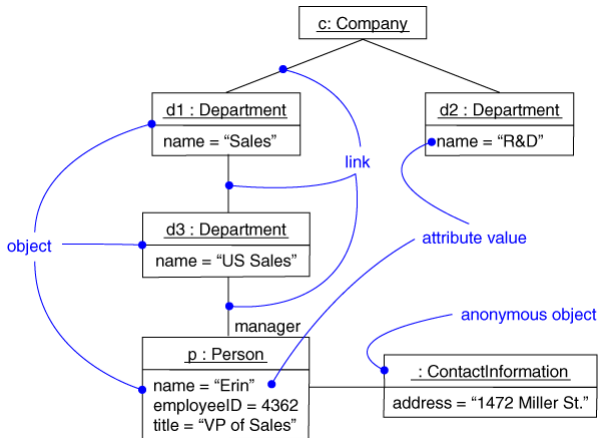 c: Company
d1 : Department
name = “Sales”
d2 : Department
name = “R&D”
link
d3 : Department
name = “US Sales”
object
attribute value
manager
anonymous object
p : Person
name = “Erin”
employeeID = 4362
title = “VP of Sales”
: ContactInformation
address = “1472 Miller St.”